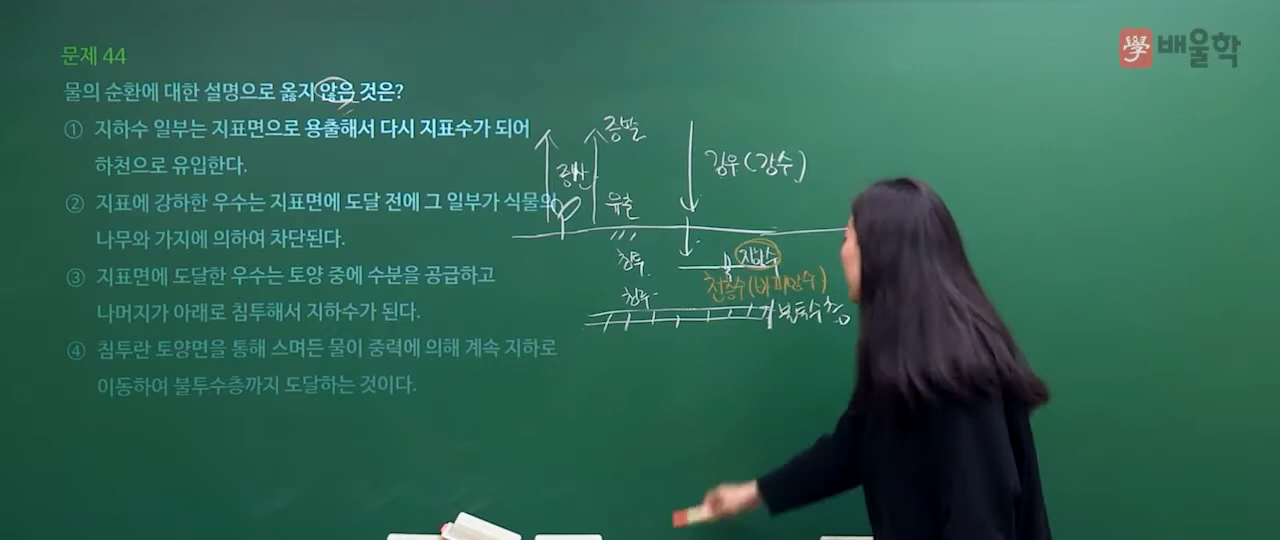 學 배울학
문제 44
물의 순환에 대한 설명으로 옳지 않은 것은?
① 지하수 일부는 지표면으로 용출해서 다시 지표수가 되어
하천으로 유입한다.
② 지표에 강하한 우수는 지표면에 도달 전에 그 일부가 식물의
나무와 가지에 의하여 차단된다.
③ 지표면에 도달한 우수는 토양 중에 수분을 공급하고
나머지가 아래로 침투해서 지하수가 된다.
④ 침투란 토양면을 통해 스며든 물이 중력에 의해 계속 지하로
이동하여 불투수층까지 도달하는 것이다.
증발
증산
강우(강수)
유출
침투
지하수
천층수(비피압수)
침루
불투수층